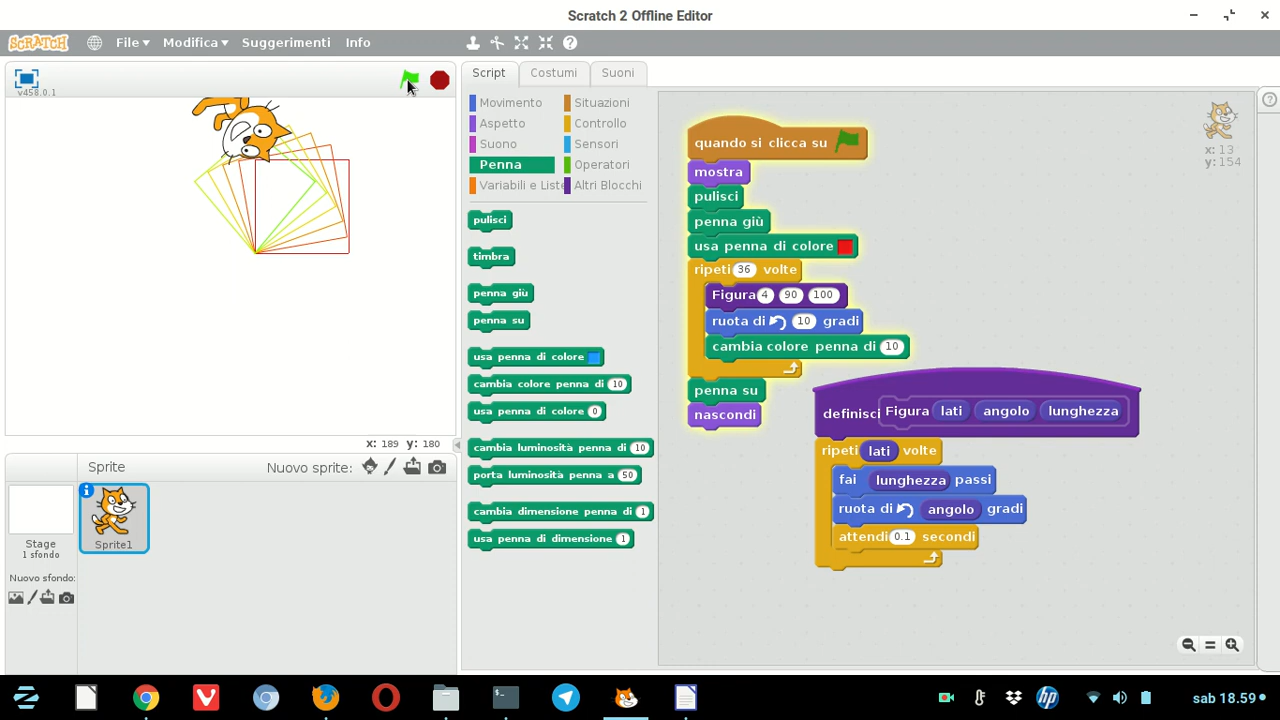 Scratch 2 Offline Editor
SCRATCH File Modifica Suggerimenti Info
v458.0.1
Script Costumi Suoni
Movimento Situazioni
Aspetto Controllo
Suono Sensori
Penna Operatori
Variabili e Liste Altri Blocchi
pulisci
timbra
penna giù
penna su
usa penna di colore
cambia colore penna di 10
usa penna di colore 0
cambia luminosità penna di 10
porta luminosità penna a 50
cambia dimensione penna di 1
usa penna di dimensione 1
quando si clicca su
mostra
pulisci
penna giù
usa penna di colore
ripeti 36 volte
Figura 4 90 100
ruota di 10 gradi
cambia colore penna di 10
penna su
nascondi
definisci Figura lati angolo lunghezza
ripeti lati volte
fai lunghezza passi
ruota di angolo gradi
attendi 0.1 secondi
x: 13
y: 154
x: 189 y: 180
Sprite Nuovo sprite:
Stage
1 sfondo
Sprite1
Nuovo sfondo:
sab 18.59